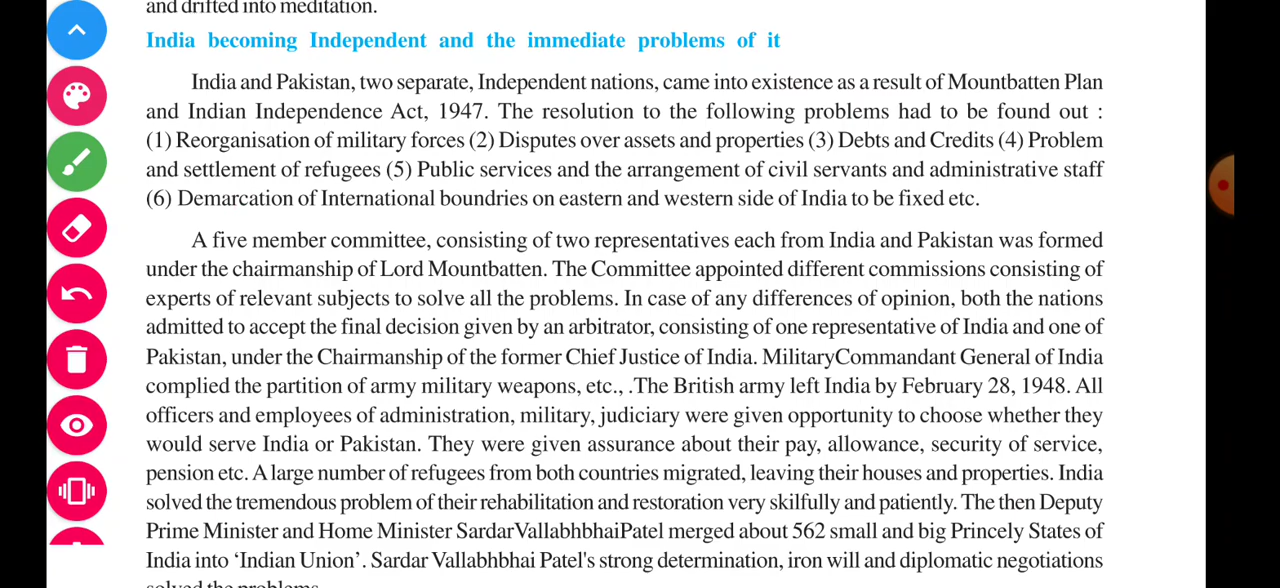 and drifted into meditation.
India becoming Independent and the immediate problems of it
India and Pakistan, two separate, Independent nations, came into existence as a result of Mountbatten Plan
and Indian Independence Act, 1947. The resolution to the following problems had to be found out :
(1) Reorganisation of military forces (2) Disputes over assets and properties (3) Debts and Credits (4) Problem
and settlement of refugees (5) Public services and the arrangement of civil servants and administrative staff
(6) Demarcation of International boundries on eastern and western side of India to be fixed etc.
A five member committee, consisting of two representatives each from India and Pakistan was formed
under the chairmanship of Lord Mountbatten. The Committee appointed different commissions consisting of
experts of relevant subjects to solve all the problems. In case of any differences of opinion, both the nations
admitted to accept the final decision given by an arbitrator, consisting of one representative of India and one of
Pakistan, under the Chairmanship of the former Chief Justice of India. MilitaryCommandant General of India
complied the partition of army military weapons, etc., .The British army left India by February 28, 1948. All
officers and employees of administration, military, judiciary were given opportunity to choose whether they
would serve India or Pakistan. They were given assurance about their pay, allowance, security of service,
pension etc. A large number of refugees from both countries migrated, leaving their houses and properties. India
solved the tremendous problem of their rehabilitation and restoration very skilfully and patiently. The then Deputy
Prime Minister and Home Minister SardarVallabhbhaiPatel merged about 562 small and big Princely States of
India into ‘Indian Union’. Sardar Vallabhbhai Patel's strong determination, iron will and diplomatic negotiations
solved the problems.